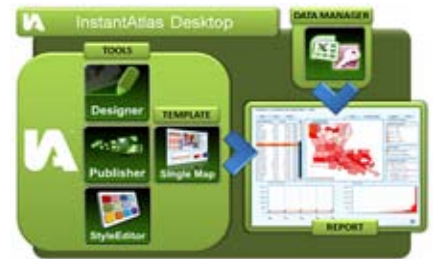 InstantAtlas Desktop
DATA MANAGER
TOOLS
Designer
TEMPLATE
Publisher
Single Map
StyleEditor
REPORT